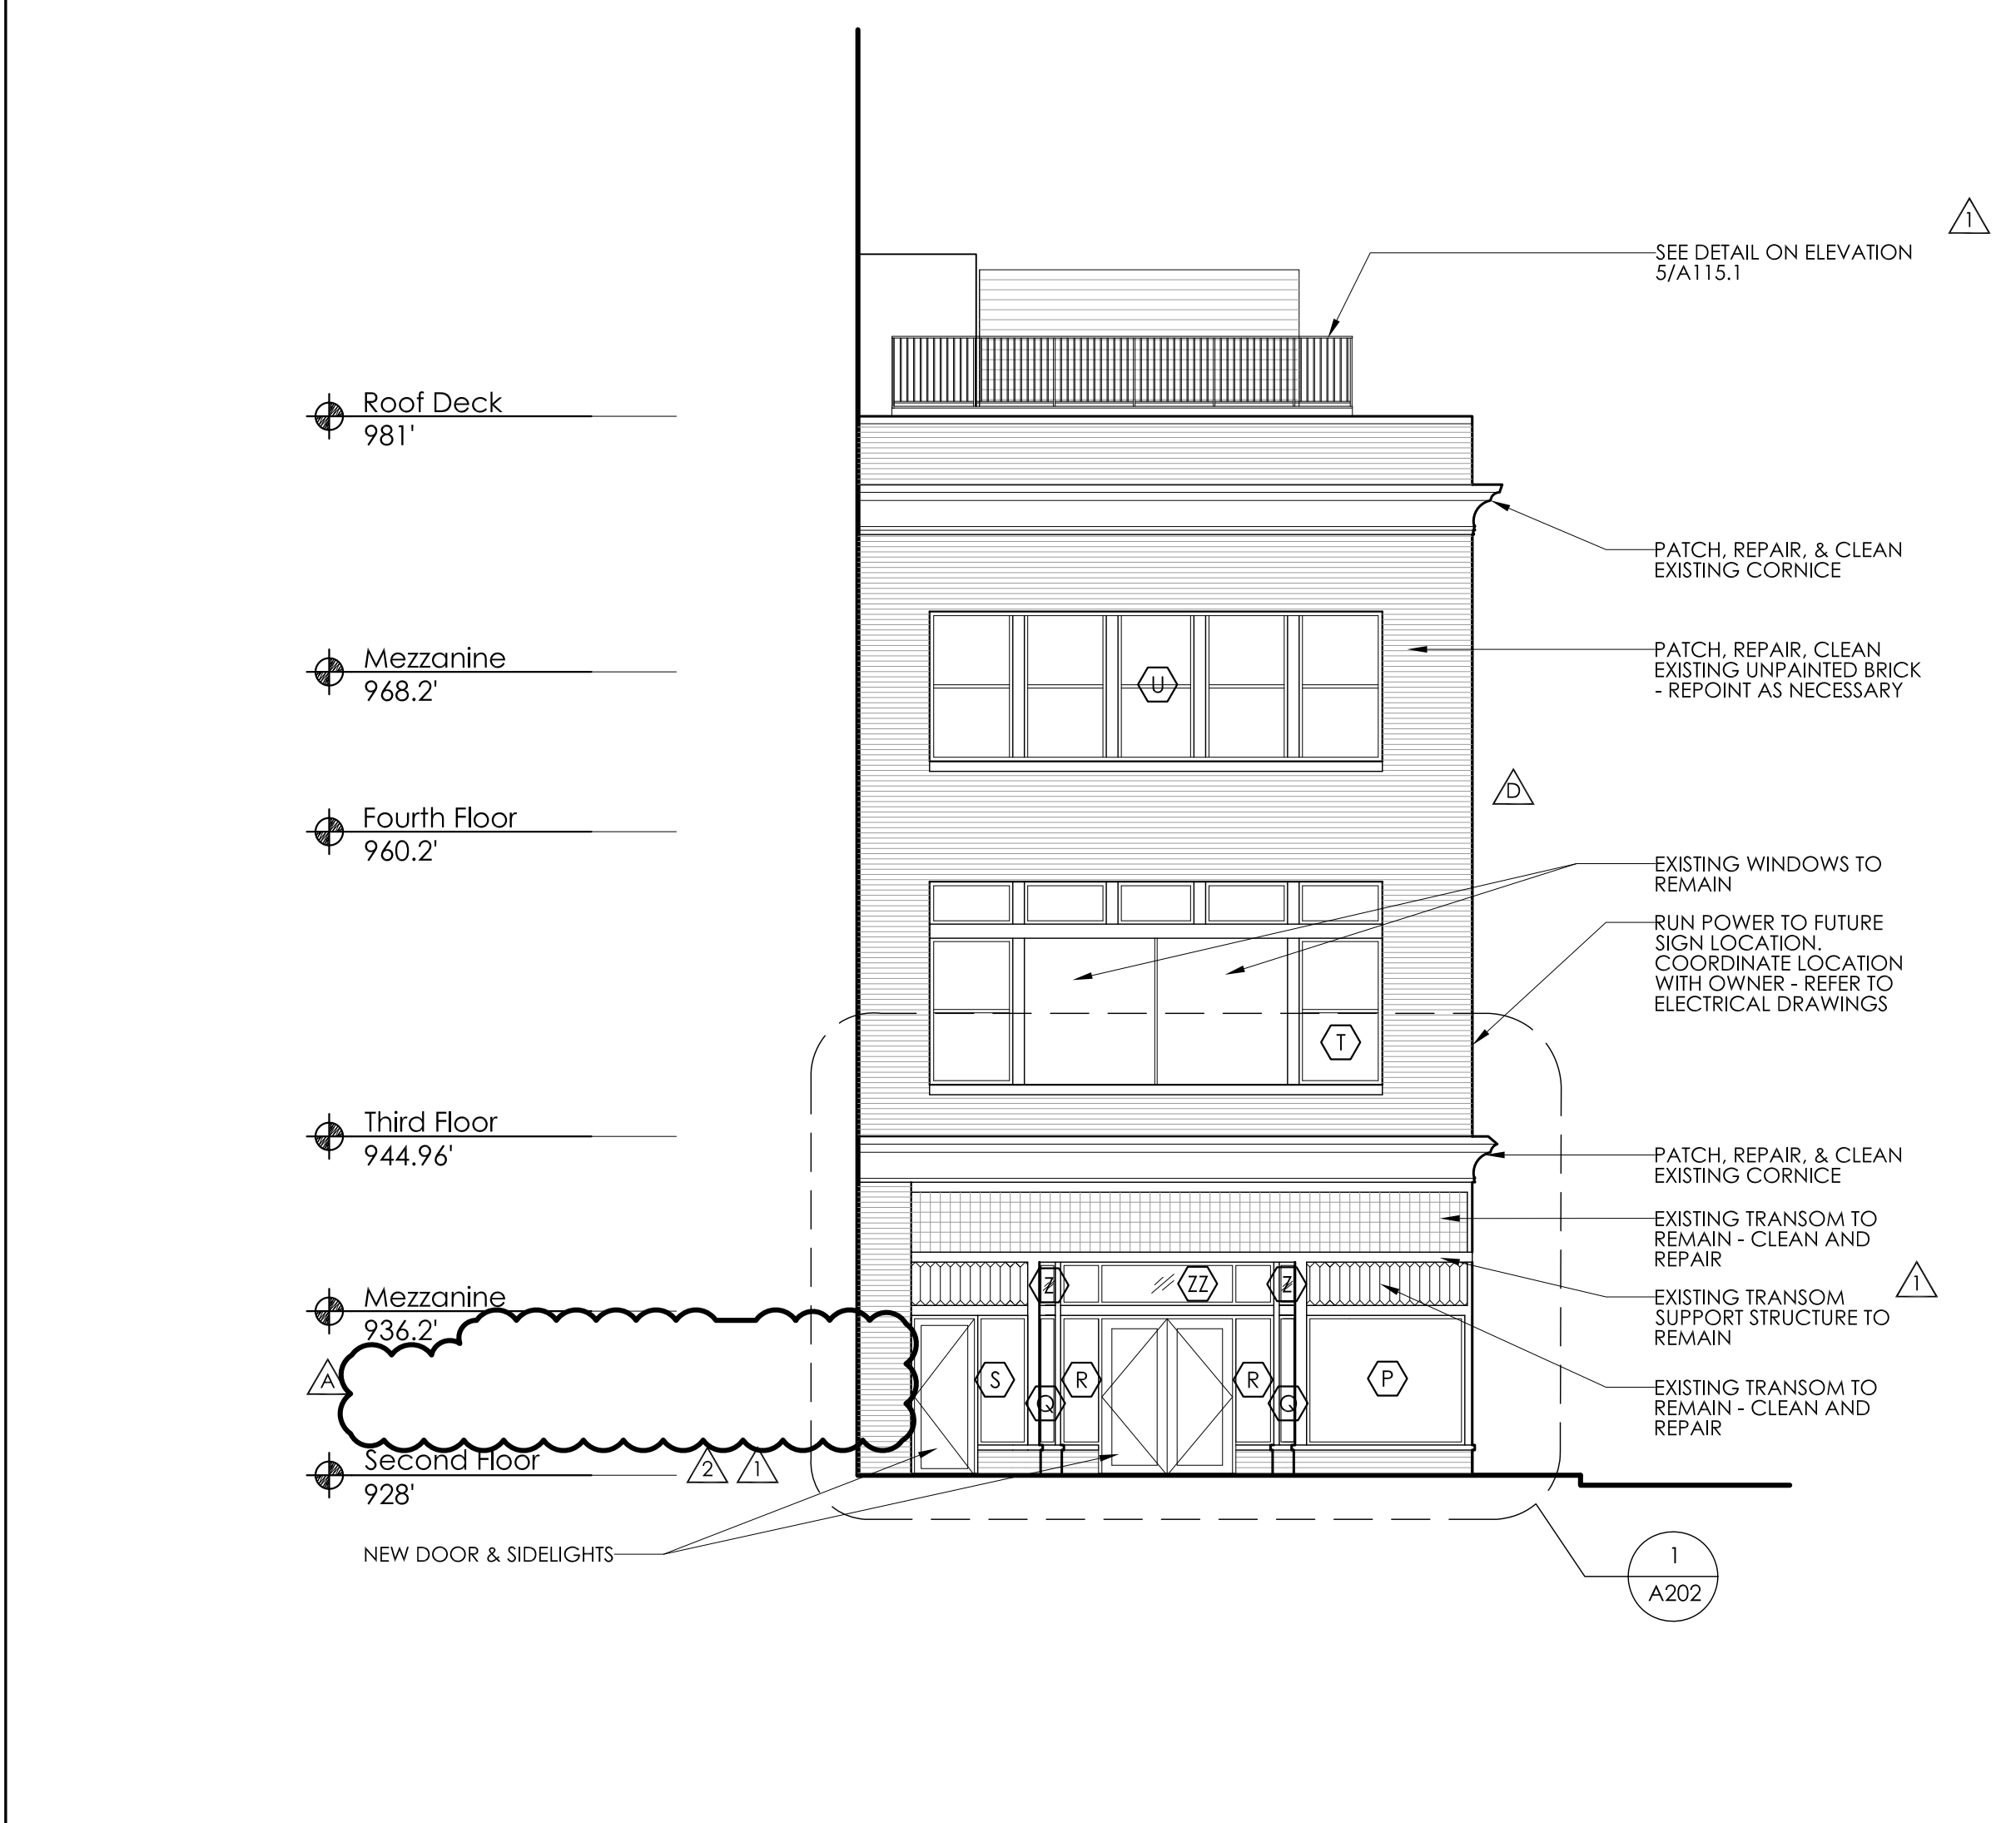 1
SEE DETAIL ON ELEVATION
5/A115.1
Roof Deck
981'
PATCH, REPAIR, & CLEAN
EXISTING CORNICE
Mezzanine
968.2'
PATCH, REPAIR, CLEAN
EXISTING UNPAINTED BRICK
- REPOINT AS NECESSARY
U
D
Fourth Floor
960.2'
EXISTING WINDOWS TO
REMAIN
RUN POWER TO FUTURE
SIGN LOCATION.
COORDINATE LOCATION
WITH OWNER - REFER TO
ELECTRICAL DRAWINGS
T
Third Floor
944.96'
PATCH, REPAIR, & CLEAN
EXISTING CORNICE
EXISTING TRANSOM TO
REMAIN - CLEAN AND
REPAIR
Z ZZ Z
1
Mezzanine
936.2'
EXISTING TRANSOM
SUPPORT STRUCTURE TO
REMAIN
A
S R R P
Q Q
EXISTING TRANSOM TO
REMAIN - CLEAN AND
REPAIR
Second Floor
928'
2 1
NEW DOOR & SIDELIGHTS
1
A202